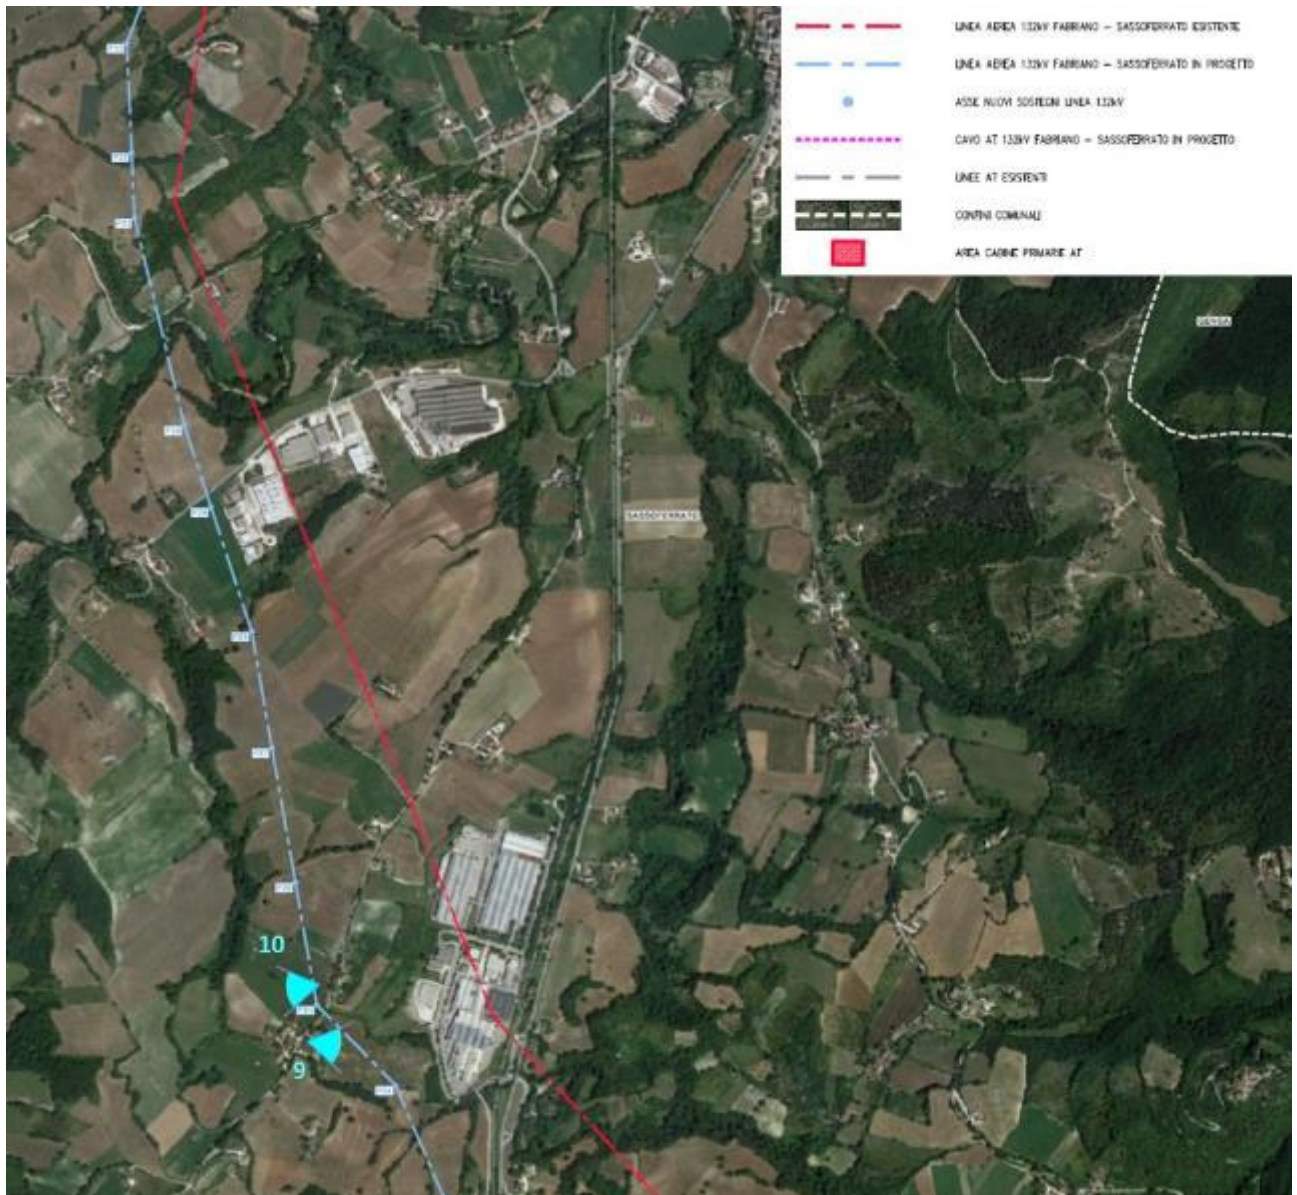 LINEA AEREA 132kV FABRIANO – SASSOFERRATO ESISTENTE
LINEA AEREA 132kV FABRIANO – SASSOFERRATO IN PROGETTO
ASSE NUOVI SOSTEGNI LINEA 132kV
CAVO AT 132kV FABRIANO – SASSOFERRATO IN PROGETTO
LINEE AT ESISTENTI
CONFINI COMUNALI
AREA CABINE PRIMARIE AT
GENGA
SASSOFERRATO
10
9